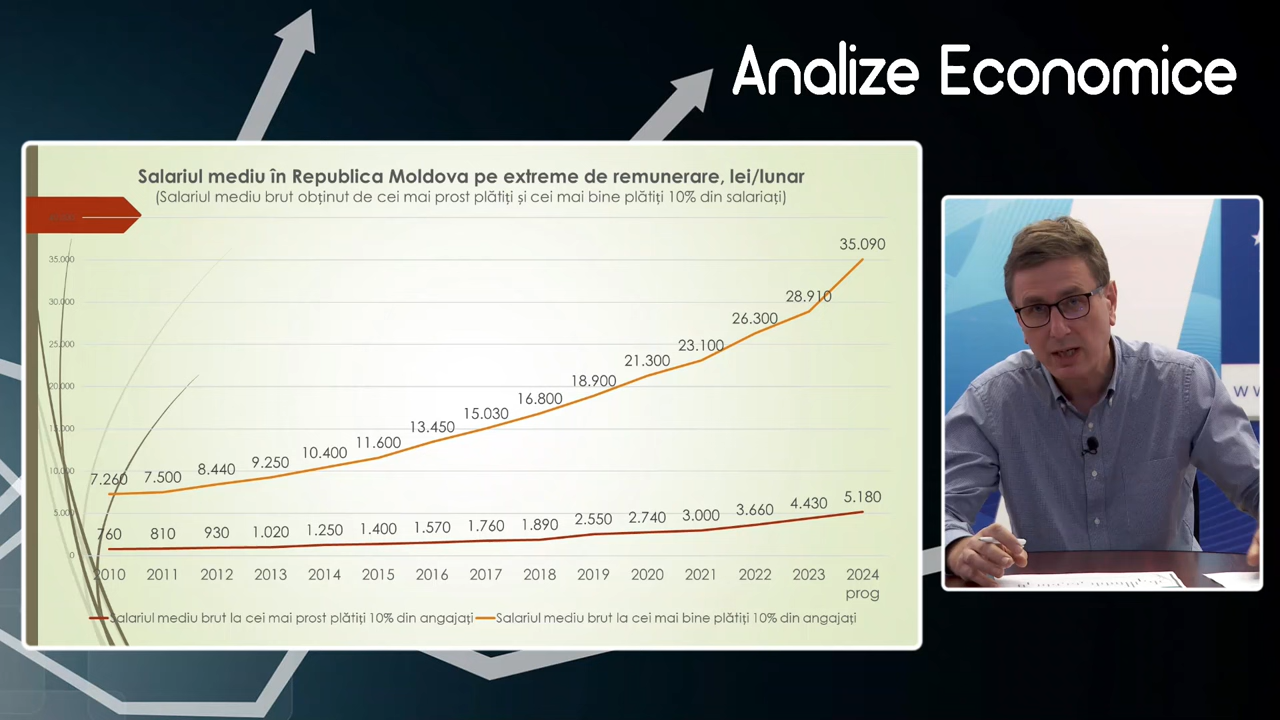 Analize Economice
Salariul mediu în Republica Moldova pe extreme de remunerare, lei/lunar
(Salariul mediu brut obținut de cei mai prost plătiți și cei mai bine plătiți 10% din salariați)
35.000
30.000
25.000
20.000
15.000
10.000
5.000
0
7.260 7.500 8.440 9.250 10.400 11.600 13.450 15.030 16.800 18.900 21.300 23.100 26.300 28.910 35.090
760 810 930 1.020 1.250 1.400 1.570 1.760 1.890 2.550 2.740 3.000 3.660 4.430 5.180
2010 2011 2012 2013 2014 2015 2016 2017 2018 2019 2020 2021 2022 2023 2024
prog
Salariul mediu brut la cei mai prost plătiți 10% din angajați Salariul mediu brut la cei mai bine plătiți 10% din angajați
W W